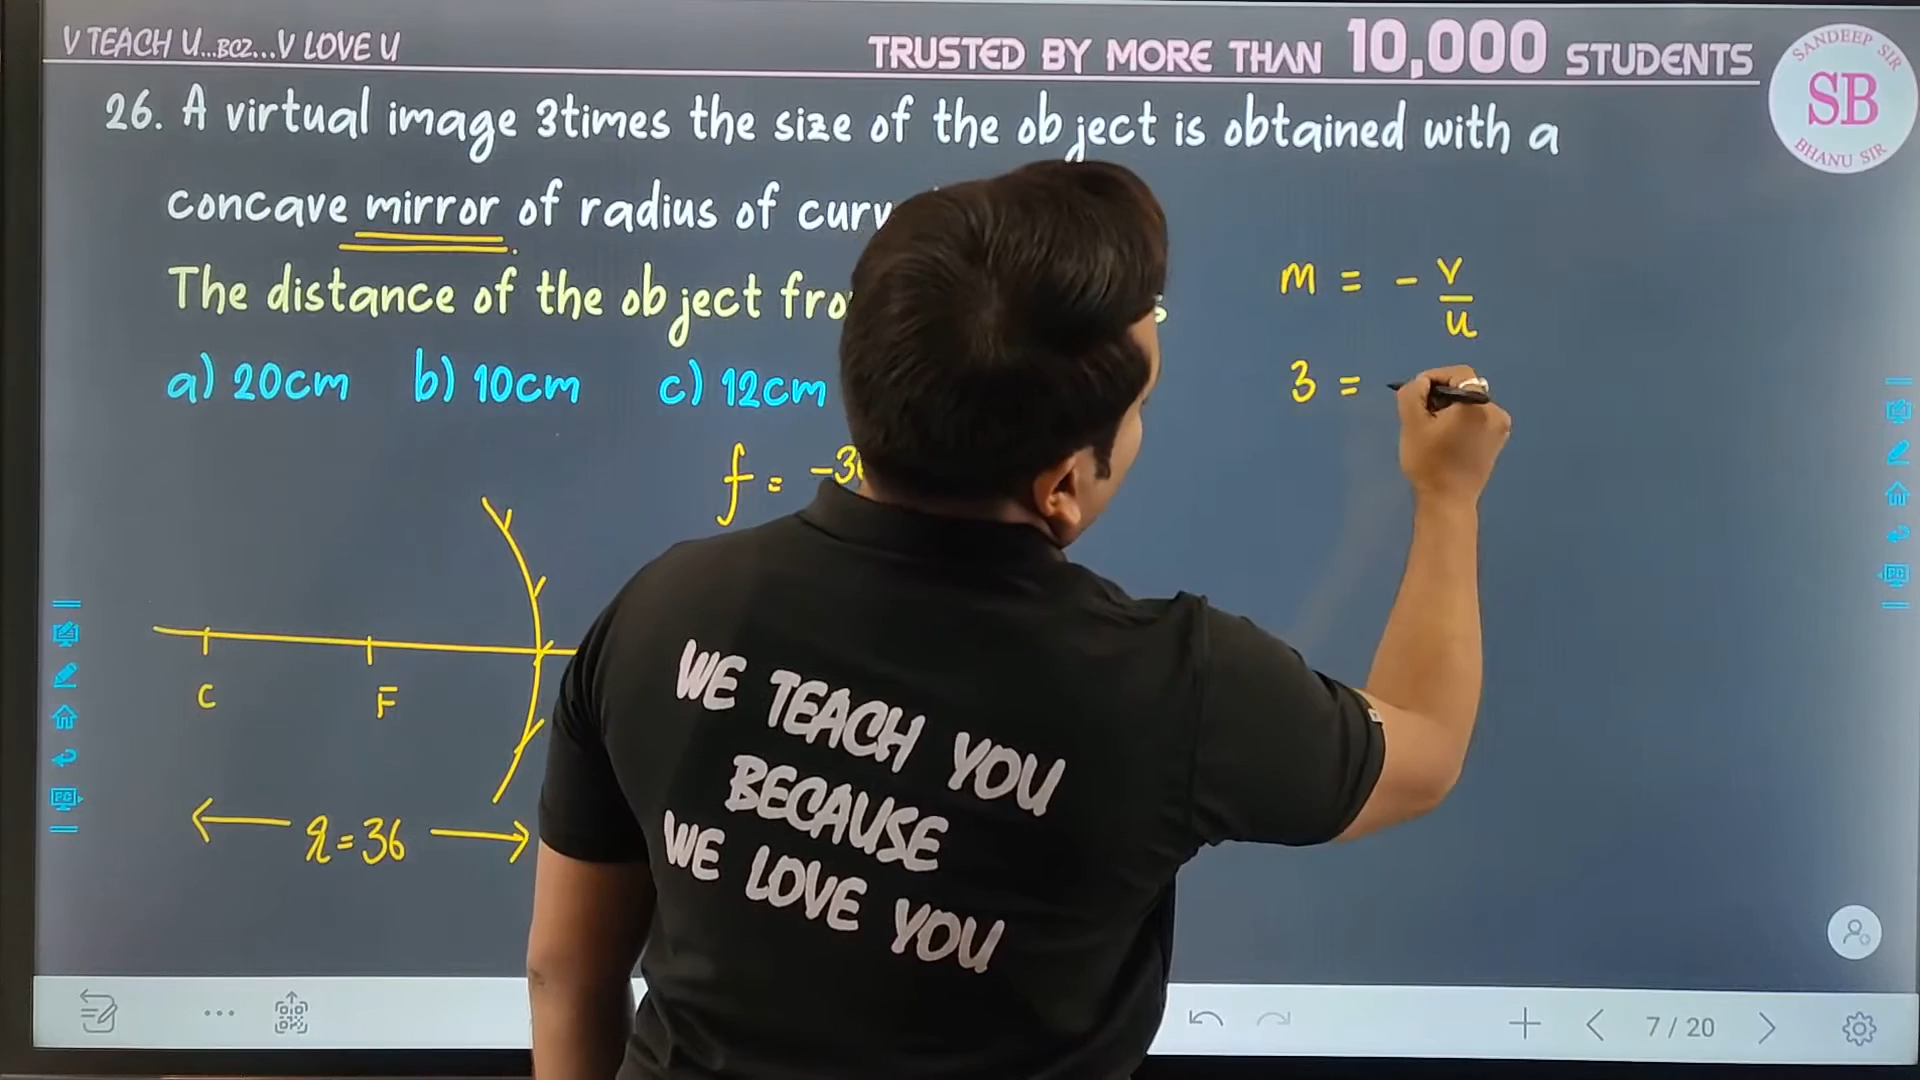 V TEACH U...BCZ...V LOVE U
TRUSTED BY MORE THAN 10,000 STUDENTS
SANDEEP SIR
SB
BHANU SIR
26. A virtual image 3times the size of the object is obtained with a
concave mirror of radius of
The distance of the object
a) 20cm b) 10cm c) 12cm
m = - v/u
3 =
f =
C F
r=36
WE TEACH YOU
BECAUSE
WE LOVE YOU
PC
PC
7 / 20